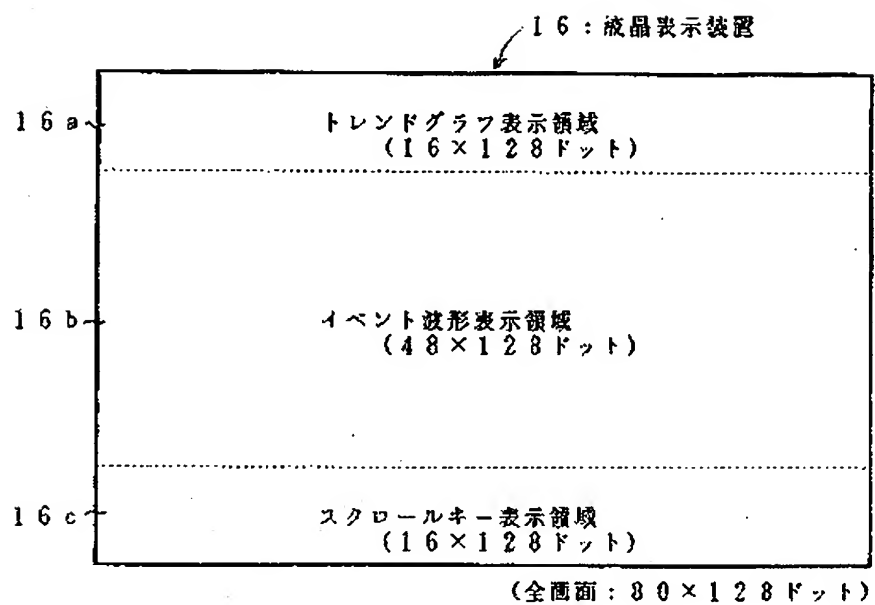 16:液晶表示装置
16a
トレンドグラフ表示領域
(16×128ドット)
16b
イベント波形表示領域
(48×128ドット)
16c
スクロールキー表示領域
(16×128ドット)
(全画面:80×128ドット)